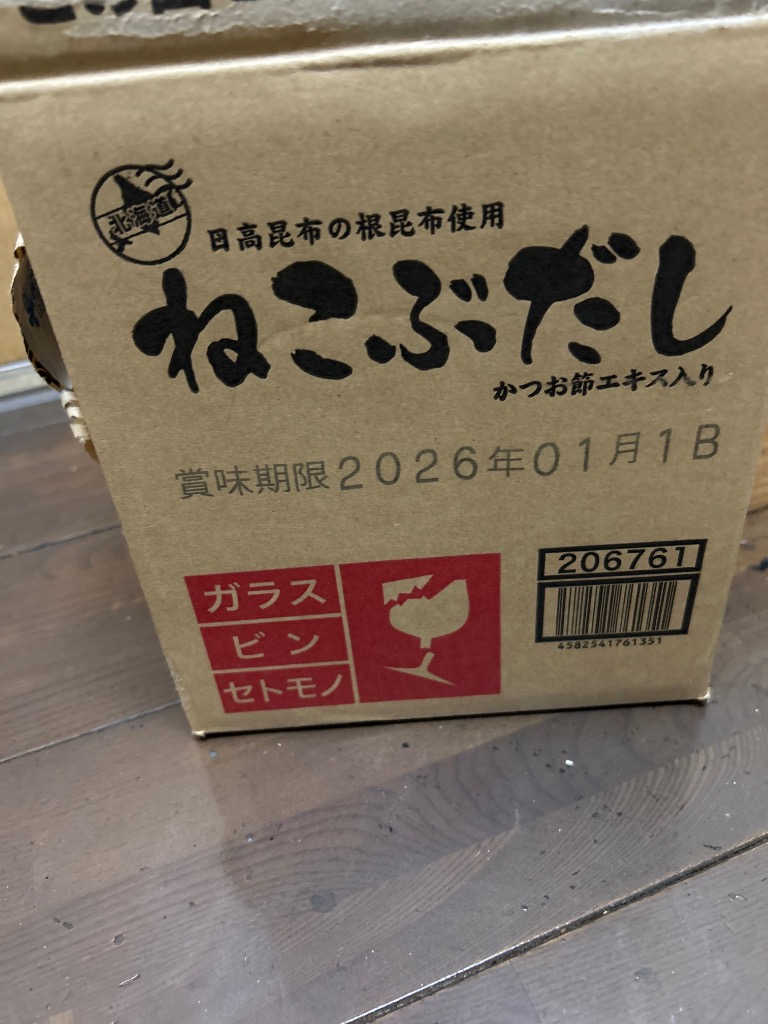 北海道
日高昆布の根昆布使用
ねこぶだし
かつお節エキス入り
賞味期限2026年01月1B
ガラス
ビン
セトモノ
206761
4582541761351